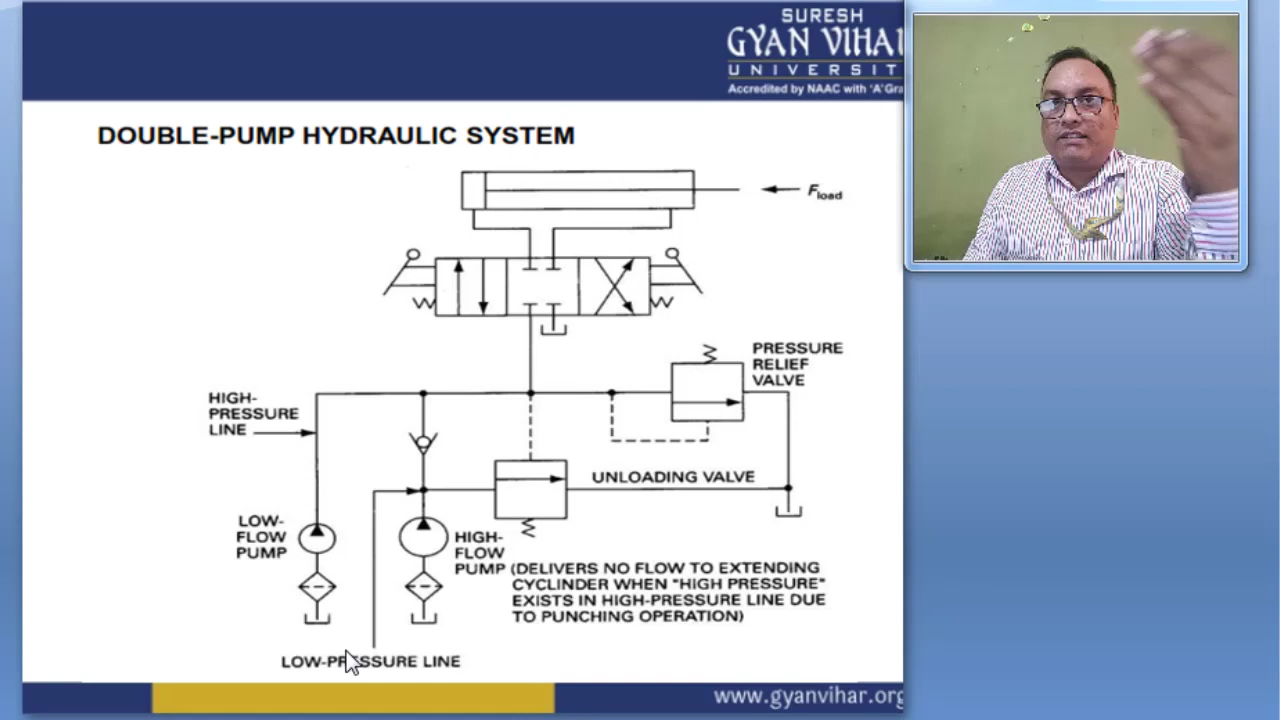 SURESH
GYAN VIHAR
UNIVERSIT
Accredited by NAAC with 'A'Gra
DOUBLE-PUMP HYDRAULIC SYSTEM
Fload
PRESSURE
RELIEF
VALVE
HIGH-
PRESSURE
LINE
UNLOADING VALVE
LOW-
FLOW
PUMP
HIGH-
FLOW
PUMP
(DELIVERS NO FLOW TO EXTENDING
CYCLINDER WHEN "HIGH PRESSURE"
EXISTS IN HIGH-PRESSURE LINE DUE
TO PUNCHING OPERATION)
LOW-PRESSURE LINE
www.gyanvihar.org